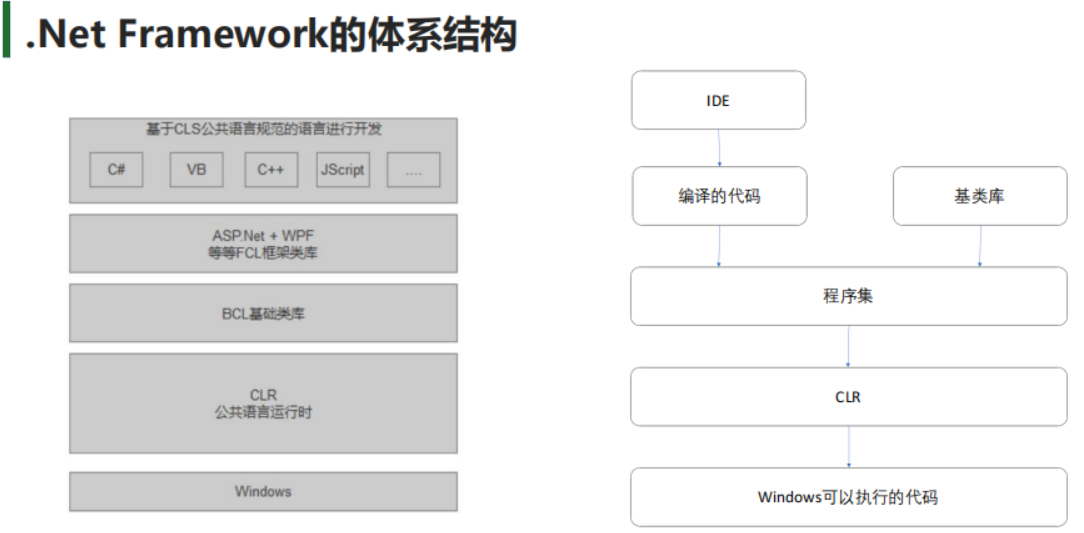 .Net Framework的体系结构
基于CLS公共语言规范的语言进行开发
C#
VB
C++
JScript
....
ASP.Net + WPF
等等FCL框架类库
BCL基础类库
CLR
公共语言运行时
Windows
IDE
编译的代码
基类库
程序集
CLR
Windows可以执行的代码